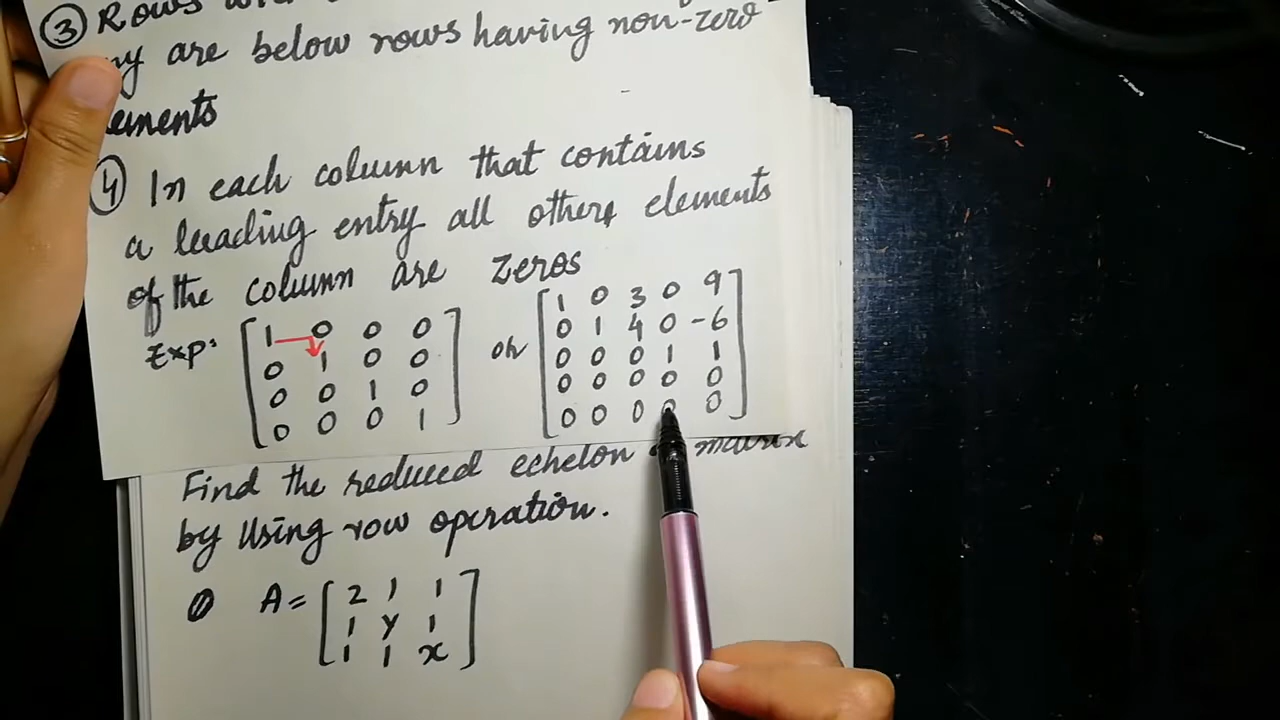 ③ Rows
are below rows having non-zero
④ In each column that contains
a leading entry all others elements
of the column are zeros
Exp:
[1 0 0 0
0 1 0 0
0 0 1 0
0 0 0 1]
or
[1 0 3 0 9
0 1 4 0 -6
0 0 0 1 1
0 0 0 0 0
0 0 0 0 0]
Find the reduced echelon matrix
by using row operation.
A = [2 1 1
1 y 1
1 1 x]